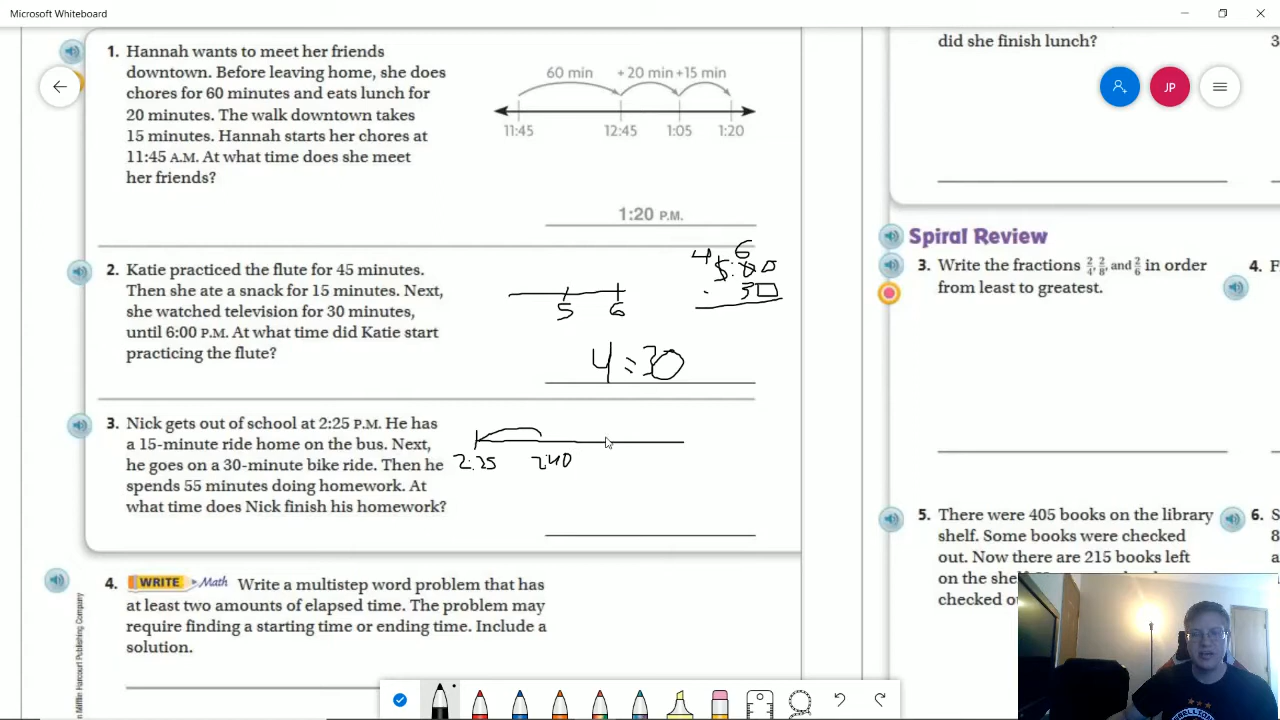 Microsoft Whiteboard
1. Hannah wants to meet her friends
downtown. Before leaving home, she does
chores for 60 minutes and eats lunch for
20 minutes. The walk downtown takes
15 minutes. Hannah starts her chores at
11:45 A.M. At what time does she meet
her friends?
60 min + 20 min +15 min
11:45 12:45 1:05 1:20
1:20 P.M.
2. Katie practiced the flute for 45 minutes.
Then she ate a snack for 15 minutes. Next,
she watched television for 30 minutes,
until 6:00 P.M. At what time did Katie start
practicing the flute?
5 6
4 6
30
4:30
3. Nick gets out of school at 2:25 P.M. He has
a 15-minute ride home on the bus. Next,
he goes on a 30-minute bike ride. Then he
spends 55 minutes doing homework. At
what time does Nick finish his homework?
2:25 2:40
4. WRITE Math Write a multistep word problem that has
at least two amounts of elapsed time. The problem may
require finding a starting time or ending time. Include a
solution.
Mifflin Harcourt Publishing Company
did she finish lunch?
3
JP
Spiral Review
3. Write the fractions 2/4, 2/8, and 2/6 in order
from least to greatest.
4. F
5. There were 405 books on the library
shelf. Some books were checked
out. Now there are 215 books left
on the
checked
6. S
8
a